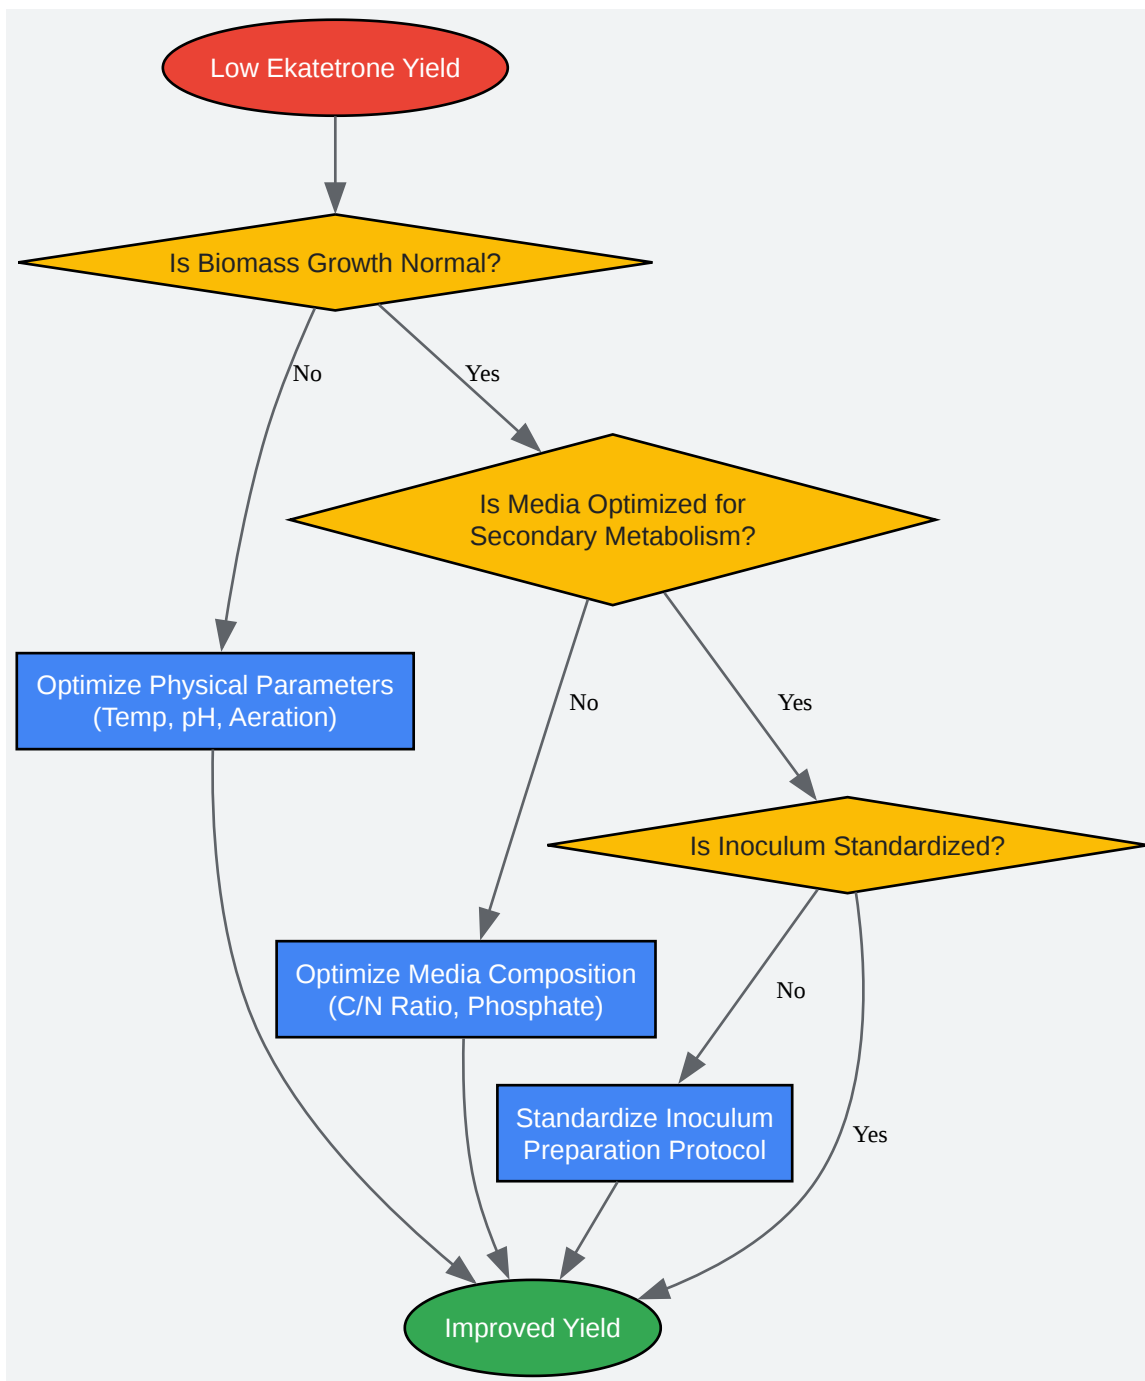 Low Ekatetrone Yield
Is Biomass Growth Normal?
No
Yes
Is Media Optimized for
Secondary Metabolism?
Optimize Physical Parameters
(Temp, pH, Aeration)
No
Yes
Is Inoculum Standardized?
Optimize Media Composition
(C/N Ratio, Phosphate)
No
Standardize Inoculum
Preparation Protocol
Yes
Improved Yield